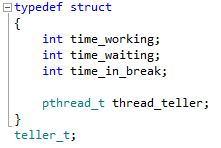 typedef struct
{
    int time_working;
    int time_waiting;
    int time_in_break;

    pthread_t thread_teller;
}
teller_t;